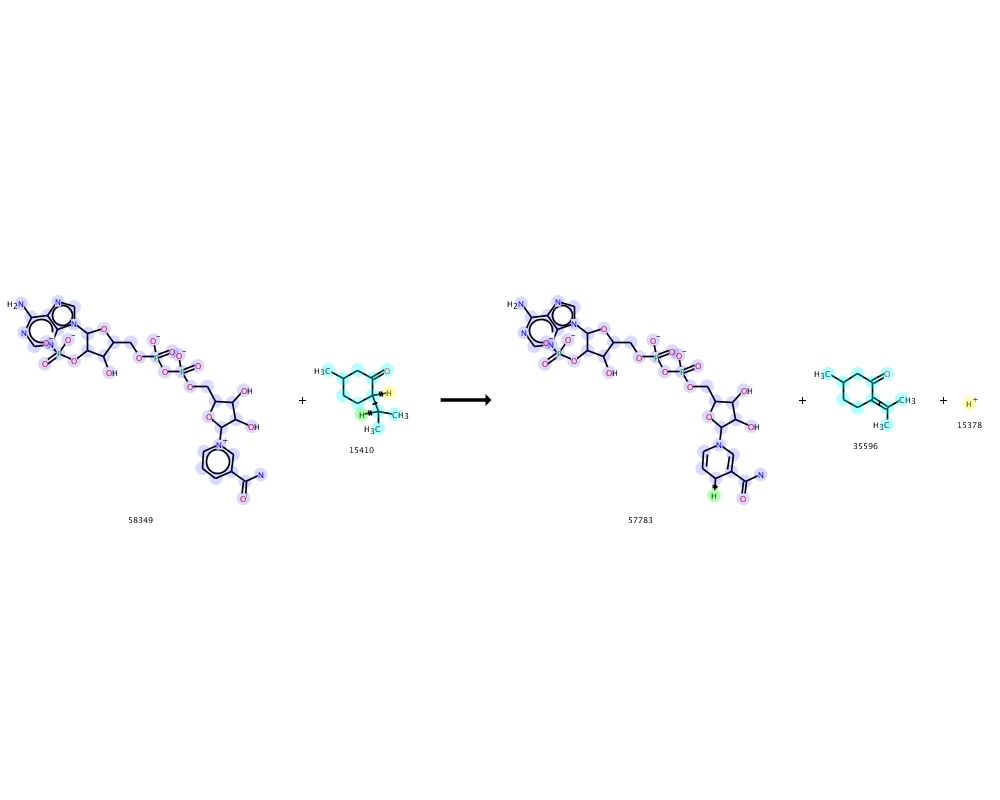 H2N N N N N O O- O P O- O OH O O- P O O O- P O O OH O OH N+ N O
58349
+
H3C O H H CH3 H3C
15410
H2N N N N N O O- O P O- O OH O O- P O O O- P O O OH O OH N N O H
57783
+
H3C O CH3 H3C
35596
+
H+
15378